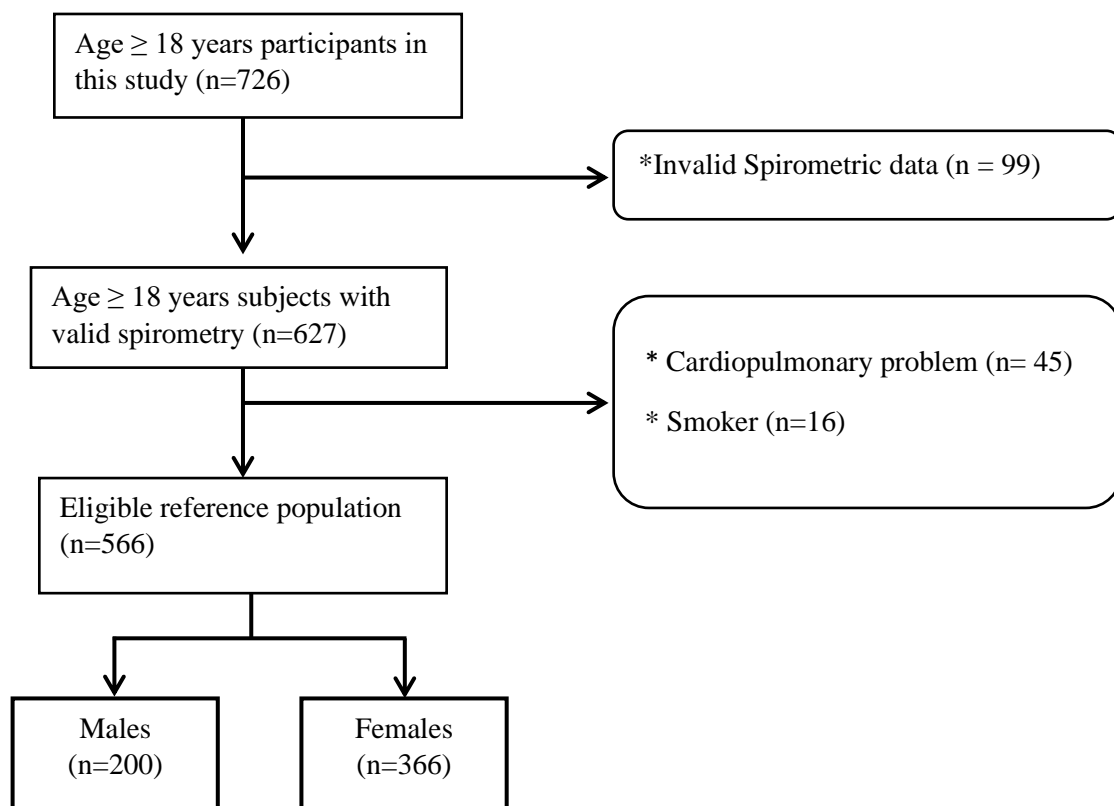 Age ≥ 18 years participants in
this study (n=726)
*Invalid Spirometric data (n = 99)
Age ≥ 18 years subjects with
valid spirometry (n=627)
* Cardiopulmonary problem (n= 45)
* Smoker (n=16)
Eligible reference population
(n=566)
Males
(n=200)
Females
(n=366)